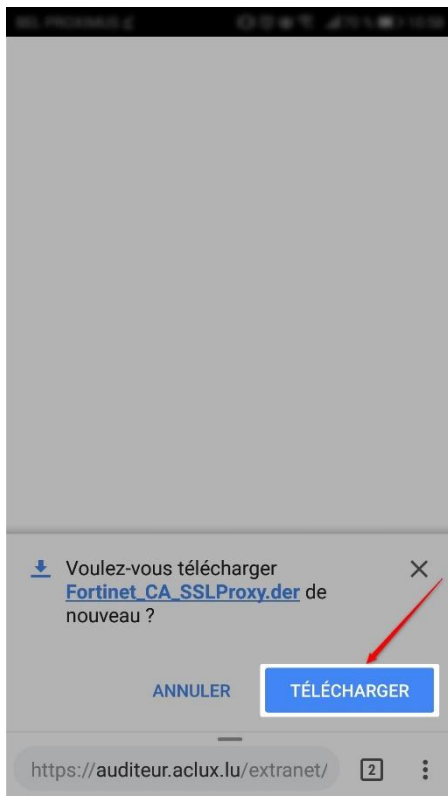 Voulez-vous télécharger
Fortinet_CA_SSLProxy.der de
nouveau ?
ANNULER
TÉLÉCHARGER
https://auditeur.aclux.lu/extranet/
2